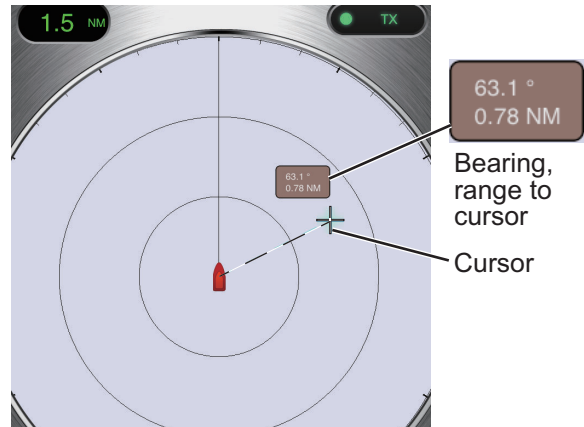 1.5 NM
TX
63.1 °
0.78 NM
63.1 °
0.78 NM
Bearing,
range to
cursor
Cursor